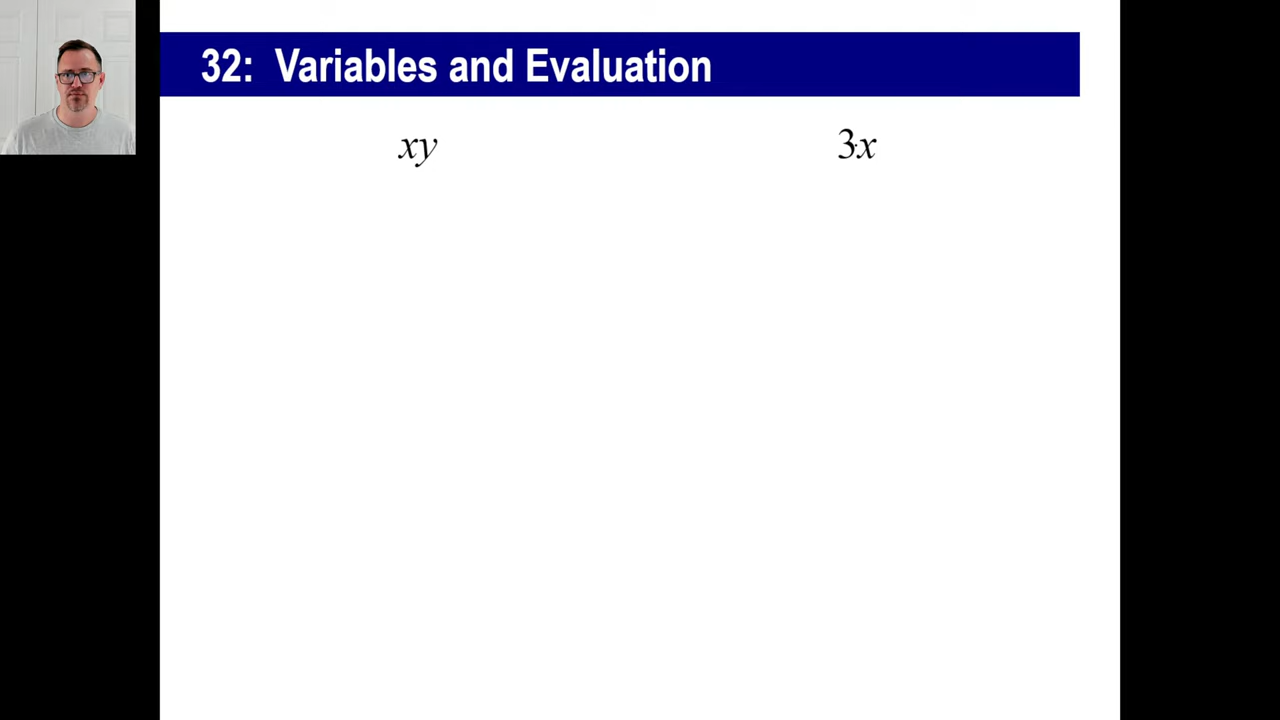 32: Variables and Evaluation
xy 3x